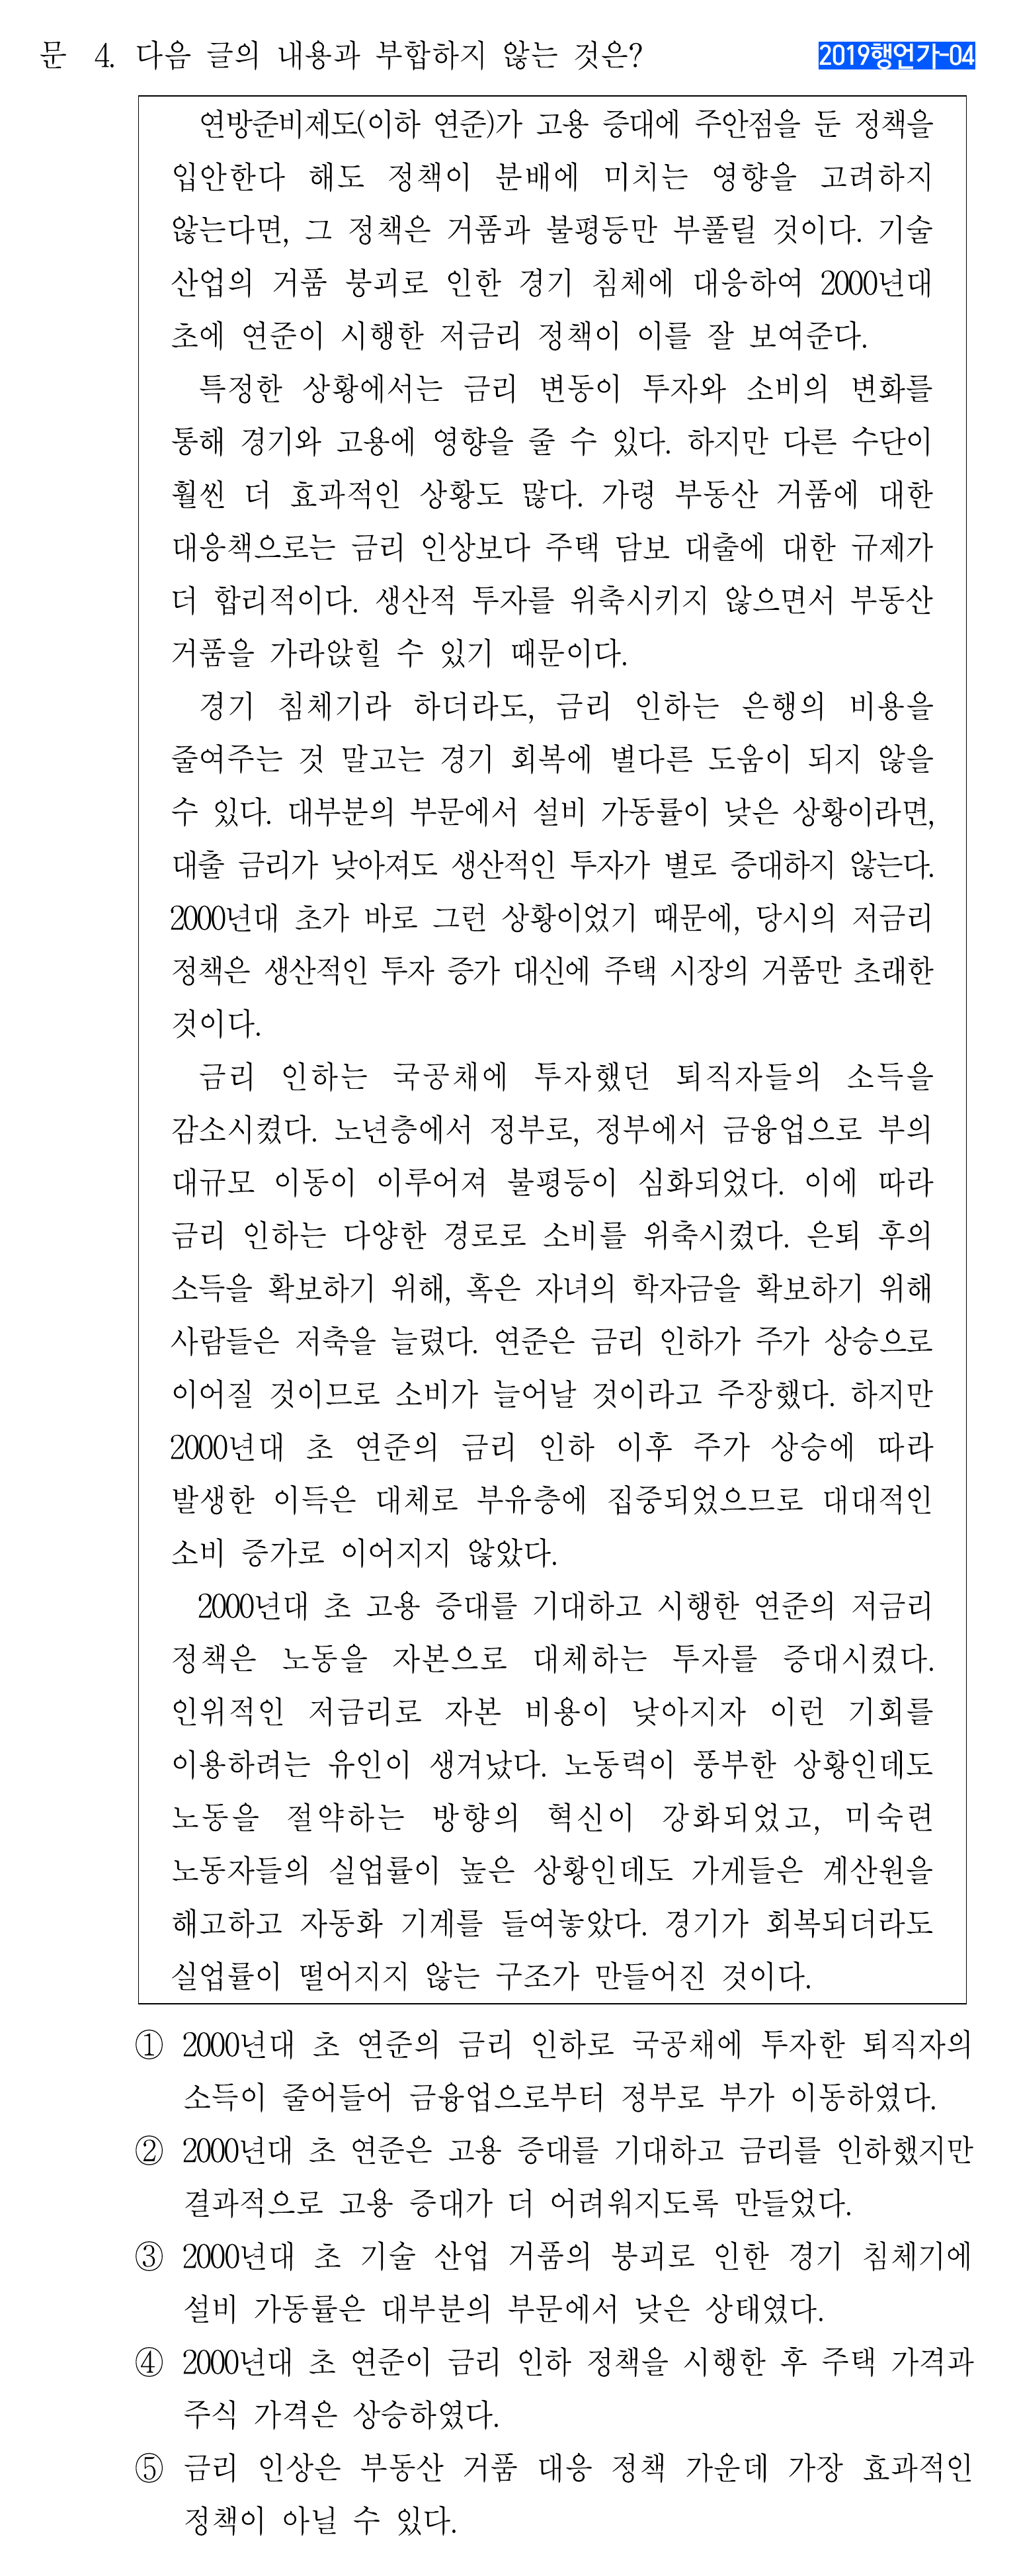 문 4. 다음 글의 내용과 부합하지 않는 것은? 2019행언가-04
연방준비제도(이하 연준)가 고용 증대에 주안점을 둔 정책을
입안한다 해도 정책이 분배에 미치는 영향을 고려하지
않는다면, 그 정책은 거품과 불평등만 부풀릴 것이다. 기술
산업의 거품 붕괴로 인한 경기 침체에 대응하여 2000년대
초에 연준이 시행한 저금리 정책이 이를 잘 보여준다.
특정한 상황에서는 금리 변동이 투자와 소비의 변화를
통해 경기와 고용에 영향을 줄 수 있다. 하지만 다른 수단이
훨씬 더 효과적인 상황도 많다. 가령 부동산 거품에 대한
대응책으로는 금리 인상보다 주택 담보 대출에 대한 규제가
더 합리적이다. 생산적 투자를 위축시키지 않으면서 부동산
거품을 가라앉힐 수 있기 때문이다.
경기 침체기라 하더라도, 금리 인하는 은행의 비용을
줄여주는 것 말고는 경기 회복에 별다른 도움이 되지 않을
수 있다. 대부분의 부문에서 설비 가동률이 낮은 상황이라면,
대출 금리가 낮아져도 생산적인 투자가 별로 증대하지 않는다.
2000년대 초가 바로 그런 상황이었기 때문에, 당시의 저금리
정책은 생산적인 투자 증가 대신에 주택 시장의 거품만 초래한
것이다.
금리 인하는 국공채에 투자했던 퇴직자들의 소득을
감소시켰다. 노년층에서 정부로, 정부에서 금융업으로 부의
대규모 이동이 이루어져 불평등이 심화되었다. 이에 따라
금리 인하는 다양한 경로로 소비를 위축시켰다. 은퇴 후의
소득을 확보하기 위해, 혹은 자녀의 학자금을 확보하기 위해
사람들은 저축을 늘렸다. 연준은 금리 인하가 주가 상승으로
이어질 것이므로 소비가 늘어날 것이라고 주장했다. 하지만
2000년대 초 연준의 금리 인하 이후 주가 상승에 따라
발생한 이득은 대체로 부유층에 집중되었으므로 대대적인
소비 증가로 이어지지 않았다.
2000년대 초 고용 증대를 기대하고 시행한 연준의 저금리
정책은 노동을 자본으로 대체하는 투자를 증대시켰다.
인위적인 저금리로 자본 비용이 낮아지자 이런 기회를
이용하려는 유인이 생겨났다. 노동력이 풍부한 상황인데도
노동을 절약하는 방향의 혁신이 강화되었고, 미숙련
노동자들의 실업률이 높은 상황인데도 가게들은 계산원을
해고하고 자동화 기계를 들여놓았다. 경기가 회복되더라도
실업률이 떨어지지 않는 구조가 만들어진 것이다.
① 2000년대 초 연준의 금리 인하로 국공채에 투자한 퇴직자의
소득이 줄어들어 금융업으로부터 정부로 부가 이동하였다.
② 2000년대 초 연준은 고용 증대를 기대하고 금리를 인하했지만
결과적으로 고용 증대가 더 어려워지도록 만들었다.
③ 2000년대 초 기술 산업 거품의 붕괴로 인한 경기 침체기에
설비 가동률은 대부분의 부문에서 낮은 상태였다.
④ 2000년대 초 연준이 금리 인하 정책을 시행한 후 주택 가격과
주식 가격은 상승하였다.
⑤ 금리 인상은 부동산 거품 대응 정책 가운데 가장 효과적인
정책이 아닐 수 있다.